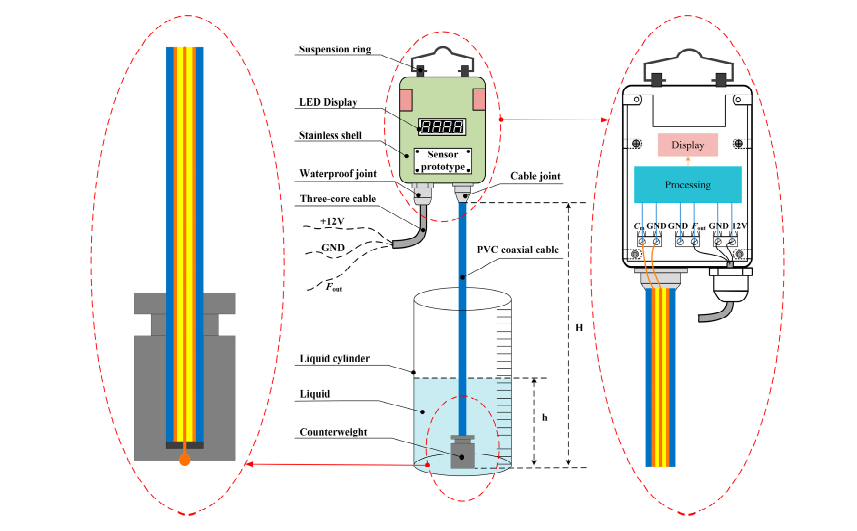 Suspension ring
LED Display
Stainless shell
Sensor
prototype
Waterproof joint
Cable joint
Three-core cable
+12V
GND
Fout
PVC coaxial cable
H
Liquid cylinder
Liquid
h
Counterweight
Display
Processing
Cin GND GND Fout GND 12V